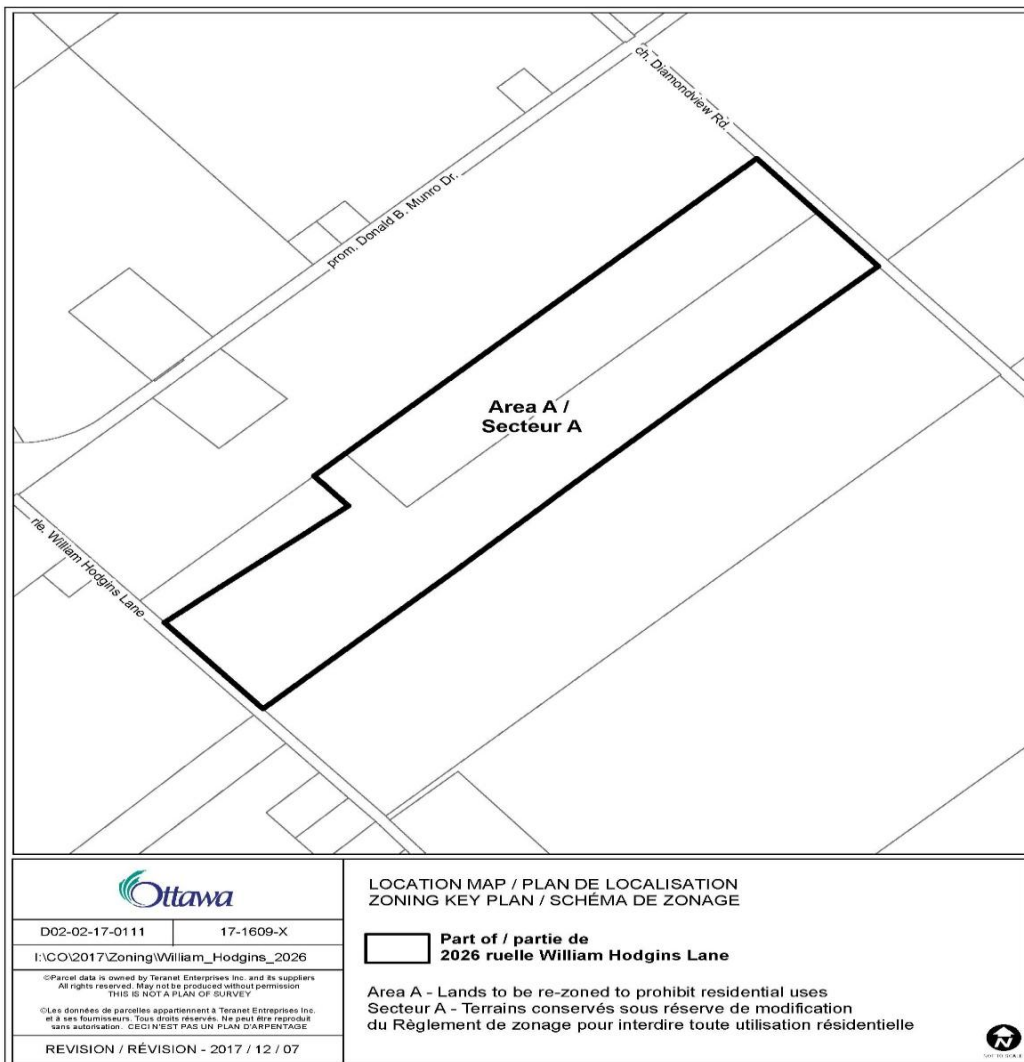 ch. Diamondview Rd.
prom. Donald B. Munro Dr.
Area A /
Secteur A
rle. William Hodgins Lane
Ottawa
D02-02-17-0111
17-1609-X
I:\CO\2017\Zoning\William_Hodgins_2026
©Parcel data is owned by Teranet Enterprises Inc. and its suppliers
All rights reserved. May not be produced without permission
THIS IS NOT A PLAN OF SURVEY
©Les données de parcelles appartiennent à Teranet Entreprises Inc.
et à ses fournisseurs. Tous droits réservés. Ne peut être reproduit
sans autorisation. CECI N'EST PAS UN PLAN D'ARPENTAGE
REVISION / RÉVISION - 2017 / 12 / 07
LOCATION MAP / PLAN DE LOCALISATION
ZONING KEY PLAN / SCHÉMA DE ZONAGE
Part of / partie de
2026 ruelle William Hodgins Lane
Area A - Lands to be re-zoned to prohibit residential uses
Secteur A - Terrains conservés sous réserve de modification
du Règlement de zonage pour interdire toute utilisation résidentielle
N
NOT TO SCALE